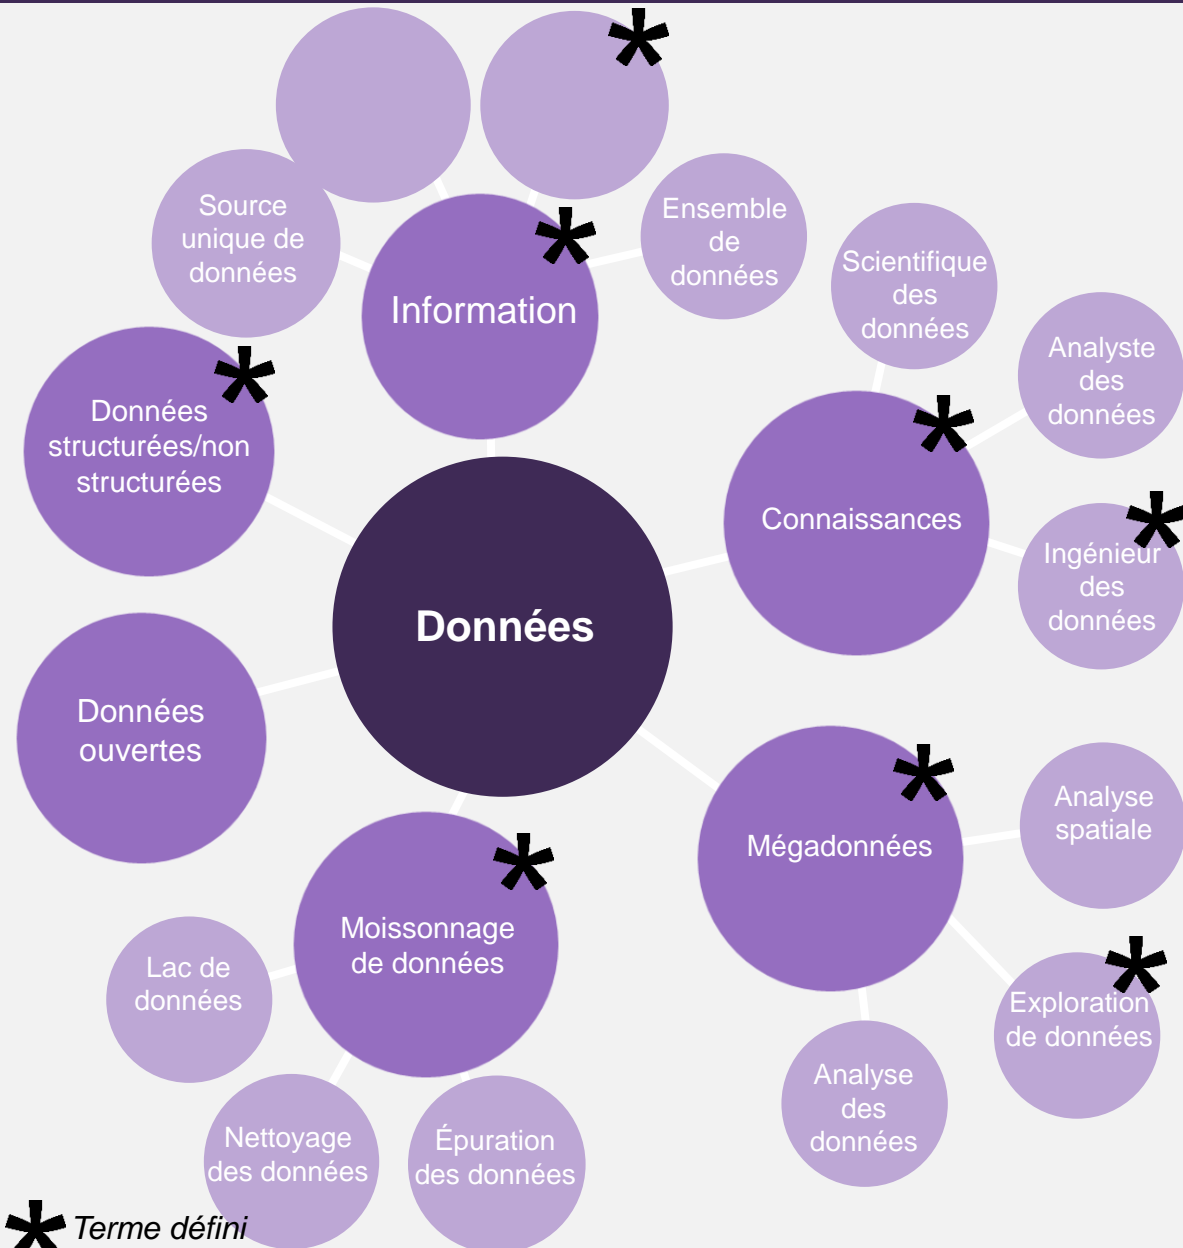 Source
unique de
données
Ensemble
de
données
Information
Scientifique
des
données
Analyste
des
données
Données
structurées/non
structurées
Connaissances
Ingénieur
des
données
Données
Données
ouvertes
Mégadonnées
Analyse
spatiale
Moissonnage
de données
Lac de
données
Exploration
de données
Analyse
des
données
Nettoyage
des données
Épuration
des données
* Terme défini